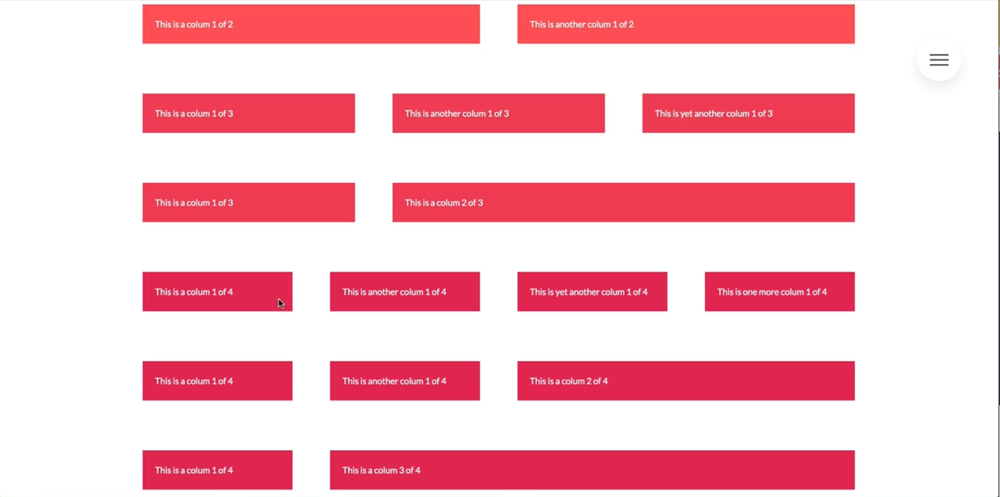 This is a colum 1 of 2
This is another colum 1 of 2
This is a colum 1 of 3
This is another colum 1 of 3
This is yet another colum 1 of 3
This is a colum 1 of 3
This is a colum 2 of 3
This is a colum 1 of 4
This is another colum 1 of 4
This is yet another colum 1 of 4
This is one more colum 1 of 4
This is a colum 1 of 4
This is another colum 1 of 4
This is a colum 2 of 4
This is a colum 1 of 4
This is a colum 3 of 4